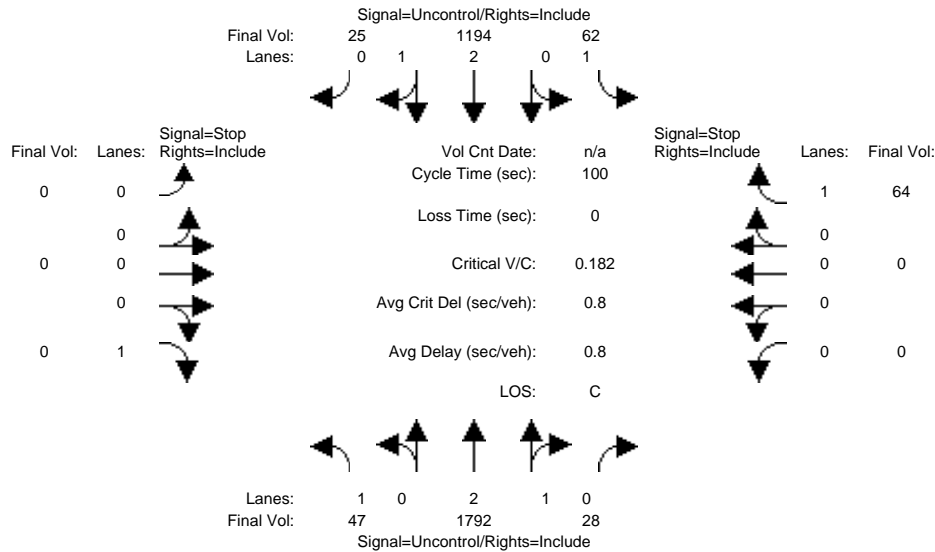 Signal=Uncontrol/Rights=Include
Final Vol: 25 1194 62
Lanes: 0 1 2 0 1
Signal=Stop
Final Vol: Lanes: Rights=Include
Vol Cnt Date: n/a
Signal=Stop
Rights=Include Lanes: Final Vol:
Cycle Time (sec): 100
0 0
1 64
Loss Time (sec): 0
0
0
0 0
Critical V/C: 0.182
0 0
0
Avg Crit Del (sec/veh): 0.8
0
0 1
Avg Delay (sec/veh): 0.8
0 0
LOS: C
Lanes: 1 0 2 1 0
Final Vol: 47 1792 28
Signal=Uncontrol/Rights=Include